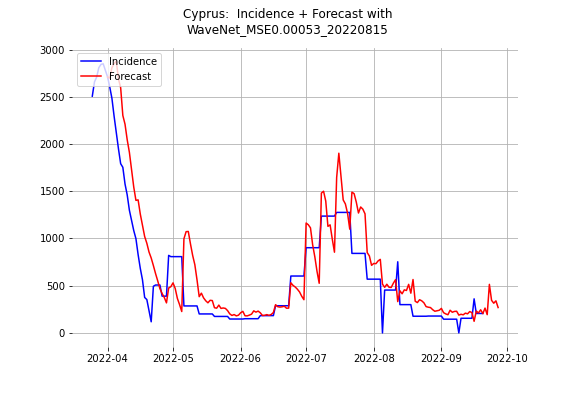 Cyprus:  Incidence + Forecast with
WaveNet_MSE0.00053_20220815
Incidence
Forecast
3000
2500
2000
1500
1000
500
0
2022-04 2022-05 2022-06 2022-07 2022-08 2022-09 2022-10